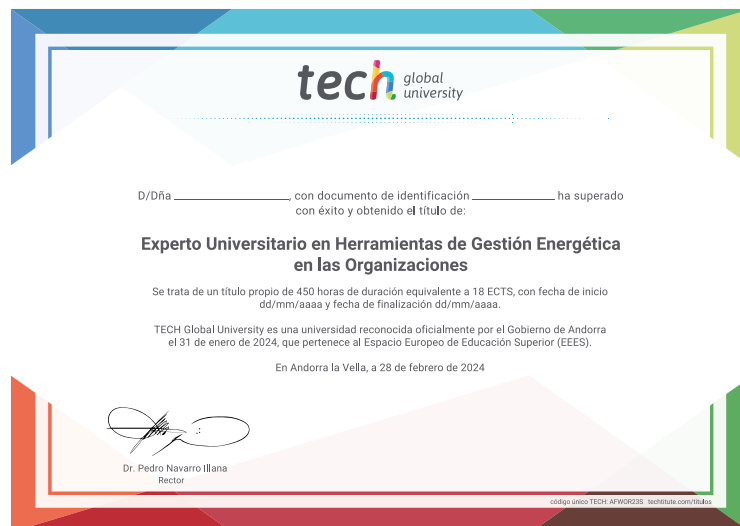 tech global university
D/Dña ____________, con documento de identificación ____________ ha superado
con éxito y obtenido el título de:
Experto Universitario en Herramientas de Gestión Energética
en las Organizaciones
Se trata de un título propio de 450 horas de duración equivalente a 18 ECTS, con fecha de inicio
dd/mm/aaaa y fecha de finalización dd/mm/aaaa.
TECH Global University es una universidad reconocida oficialmente por el Gobierno de Andorra
el 31 de enero de 2024, que pertenece al Espacio Europeo de Educación Superior (EEES).
En Andorra la Vella, a 28 de febrero de 2024
Dr. Pedro Navarro Illana
Rector
código único TECH: AFWOR23S techtitute.com/titulos